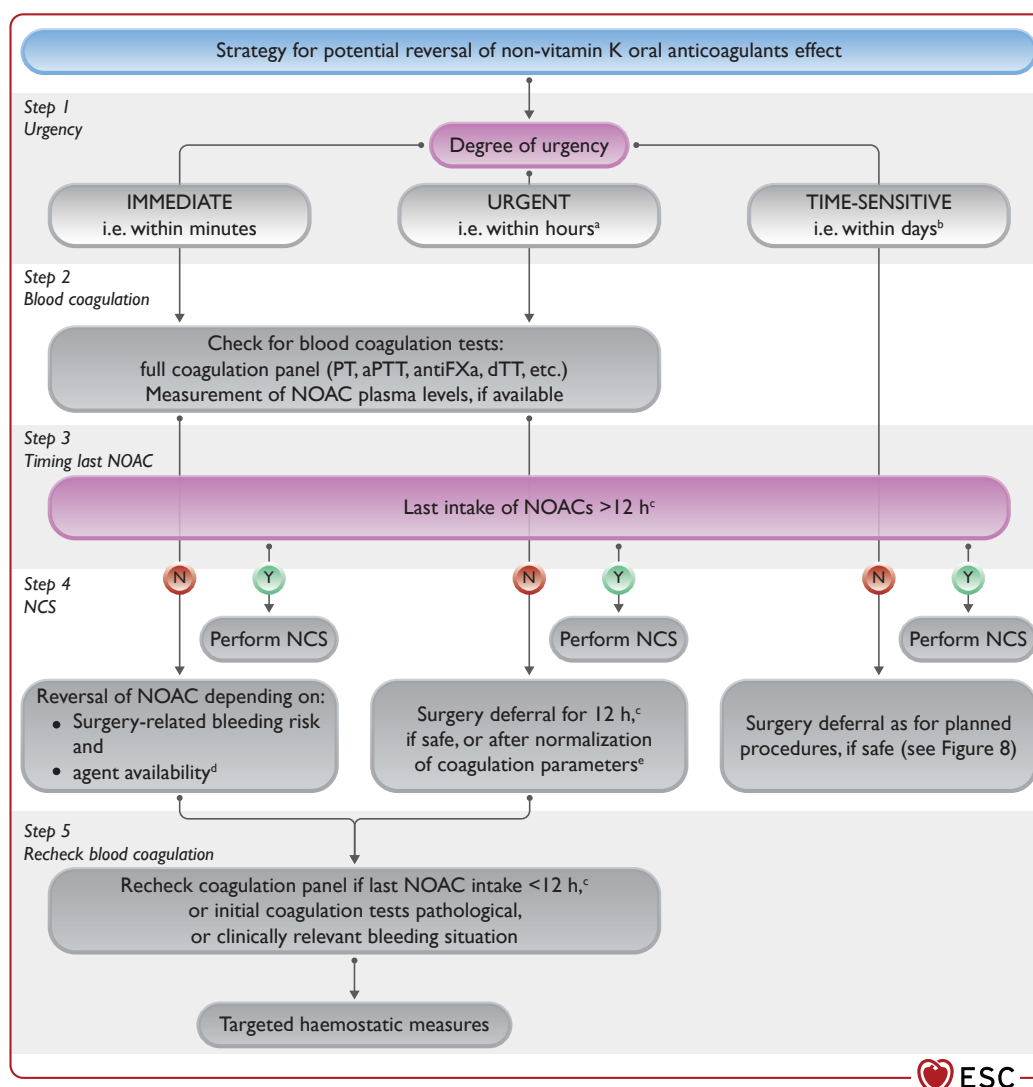 Strategy for potential reversal of non-vitamin K oral anticoagulants effect
Step 1
Urgency
Degree of urgency
IMMEDIATE
i.e. within minutes
URGENT
i.e. within hoursᵃ
TIME-SENSITIVE
i.e. within daysᵇ
Step 2
Blood coagulation
Check for blood coagulation tests:
full coagulation panel (PT, aPTT, antiFXa, dTT, etc.)
Measurement of NOAC plasma levels, if available
Step 3
Timing last NOAC
Last intake of NOACs >12 hᶜ
N
Y
N
Y
N
Y
Step 4
NCS
Perform NCS
Perform NCS
Perform NCS
Reversal of NOAC depending on:
• Surgery-related bleeding risk
and
• agent availabilityᵈ
Surgery deferral for 12 h,ᶜ
if safe, or after normalization
of coagulation parametersᵉ
Surgery deferral as for planned
procedures, if safe (see Figure 8)
Step 5
Recheck blood coagulation
Recheck coagulation panel if last NOAC intake <12 h,ᶜ
or initial coagulation tests pathological,
or clinically relevant bleeding situation
Targeted haemostatic measures
ESC